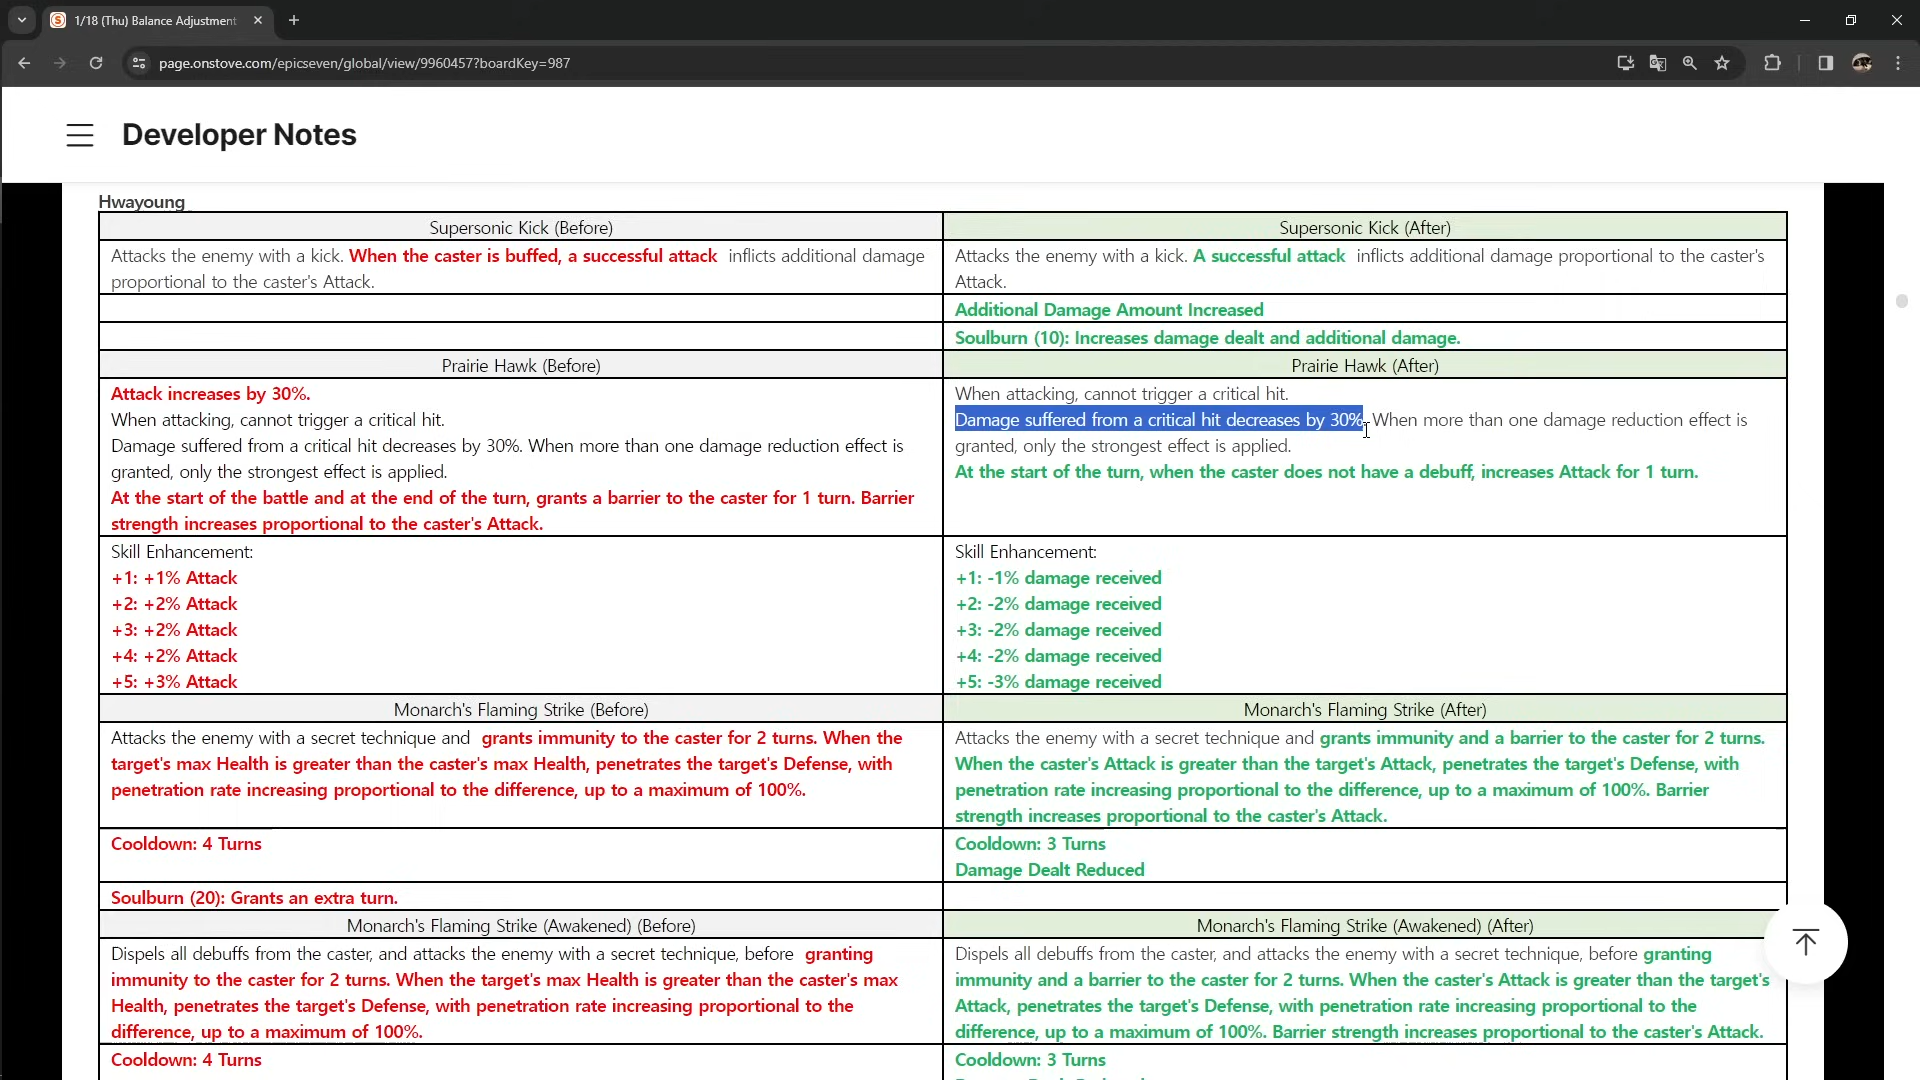 1/18 (Thu) Balance Adjustment
page.onstove.com/epicseven/global/view/9960457?boardKey=987
Developer Notes
Hwayoung
Supersonic Kick (Before)
Supersonic Kick (After)
Attacks the enemy with a kick. When the caster is buffed, a successful attack inflicts additional damage
proportional to the caster's Attack.
Attacks the enemy with a kick. A successful attack inflicts additional damage proportional to the caster's
Attack.
Additional Damage Amount Increased
Soulburn (10): Increases damage dealt and additional damage.
Prairie Hawk (Before)
Prairie Hawk (After)
Attack increases by 30%.
When attacking, cannot trigger a critical hit.
Damage suffered from a critical hit decreases by 30%. When more than one damage reduction effect is
granted, only the strongest effect is applied.
At the start of the battle and at the end of the turn, grants a barrier to the caster for 1 turn. Barrier
strength increases proportional to the caster's Attack.
When attacking, cannot trigger a critical hit.
Damage suffered from a critical hit decreases by 30%. When more than one damage reduction effect is
granted, only the strongest effect is applied.
At the start of the turn, when the caster does not have a debuff, increases Attack for 1 turn.
Skill Enhancement:
+1: +1% Attack
+2: +2% Attack
+3: +2% Attack
+4: +2% Attack
+5: +3% Attack
Skill Enhancement:
+1: -1% damage received
+2: -2% damage received
+3: -2% damage received
+4: -2% damage received
+5: -3% damage received
Monarch's Flaming Strike (Before)
Monarch's Flaming Strike (After)
Attacks the enemy with a secret technique and grants immunity to the caster for 2 turns. When the
target's max Health is greater than the caster's max Health, penetrates the target's Defense, with
penetration rate increasing proportional to the difference, up to a maximum of 100%.
Attacks the enemy with a secret technique and grants immunity and a barrier to the caster for 2 turns.
When the caster's Attack is greater than the target's Attack, penetrates the target's Defense, with
penetration rate increasing proportional to the difference, up to a maximum of 100%. Barrier
strength increases proportional to the caster's Attack.
Cooldown: 4 Turns
Cooldown: 3 Turns
Damage Dealt Reduced
Soulburn (20): Grants an extra turn.
Monarch's Flaming Strike (Awakened) (Before)
Monarch's Flaming Strike (Awakened) (After)
Dispels all debuffs from the caster, and attacks the enemy with a secret technique, before granting
immunity to the caster for 2 turns. When the target's max Health is greater than the caster's max
Health, penetrates the target's Defense, with penetration rate increasing proportional to the
difference, up to a maximum of 100%.
Dispels all debuffs from the caster, and attacks the enemy with a secret technique, before granting
immunity and a barrier to the caster for 2 turns. When the caster's Attack is greater than the target's
Attack, penetrates the target's Defense, with penetration rate increasing proportional to the
difference, up to a maximum of 100%. Barrier strength increases proportional to the caster's Attack.
Cooldown: 4 Turns
Cooldown: 3 Turns